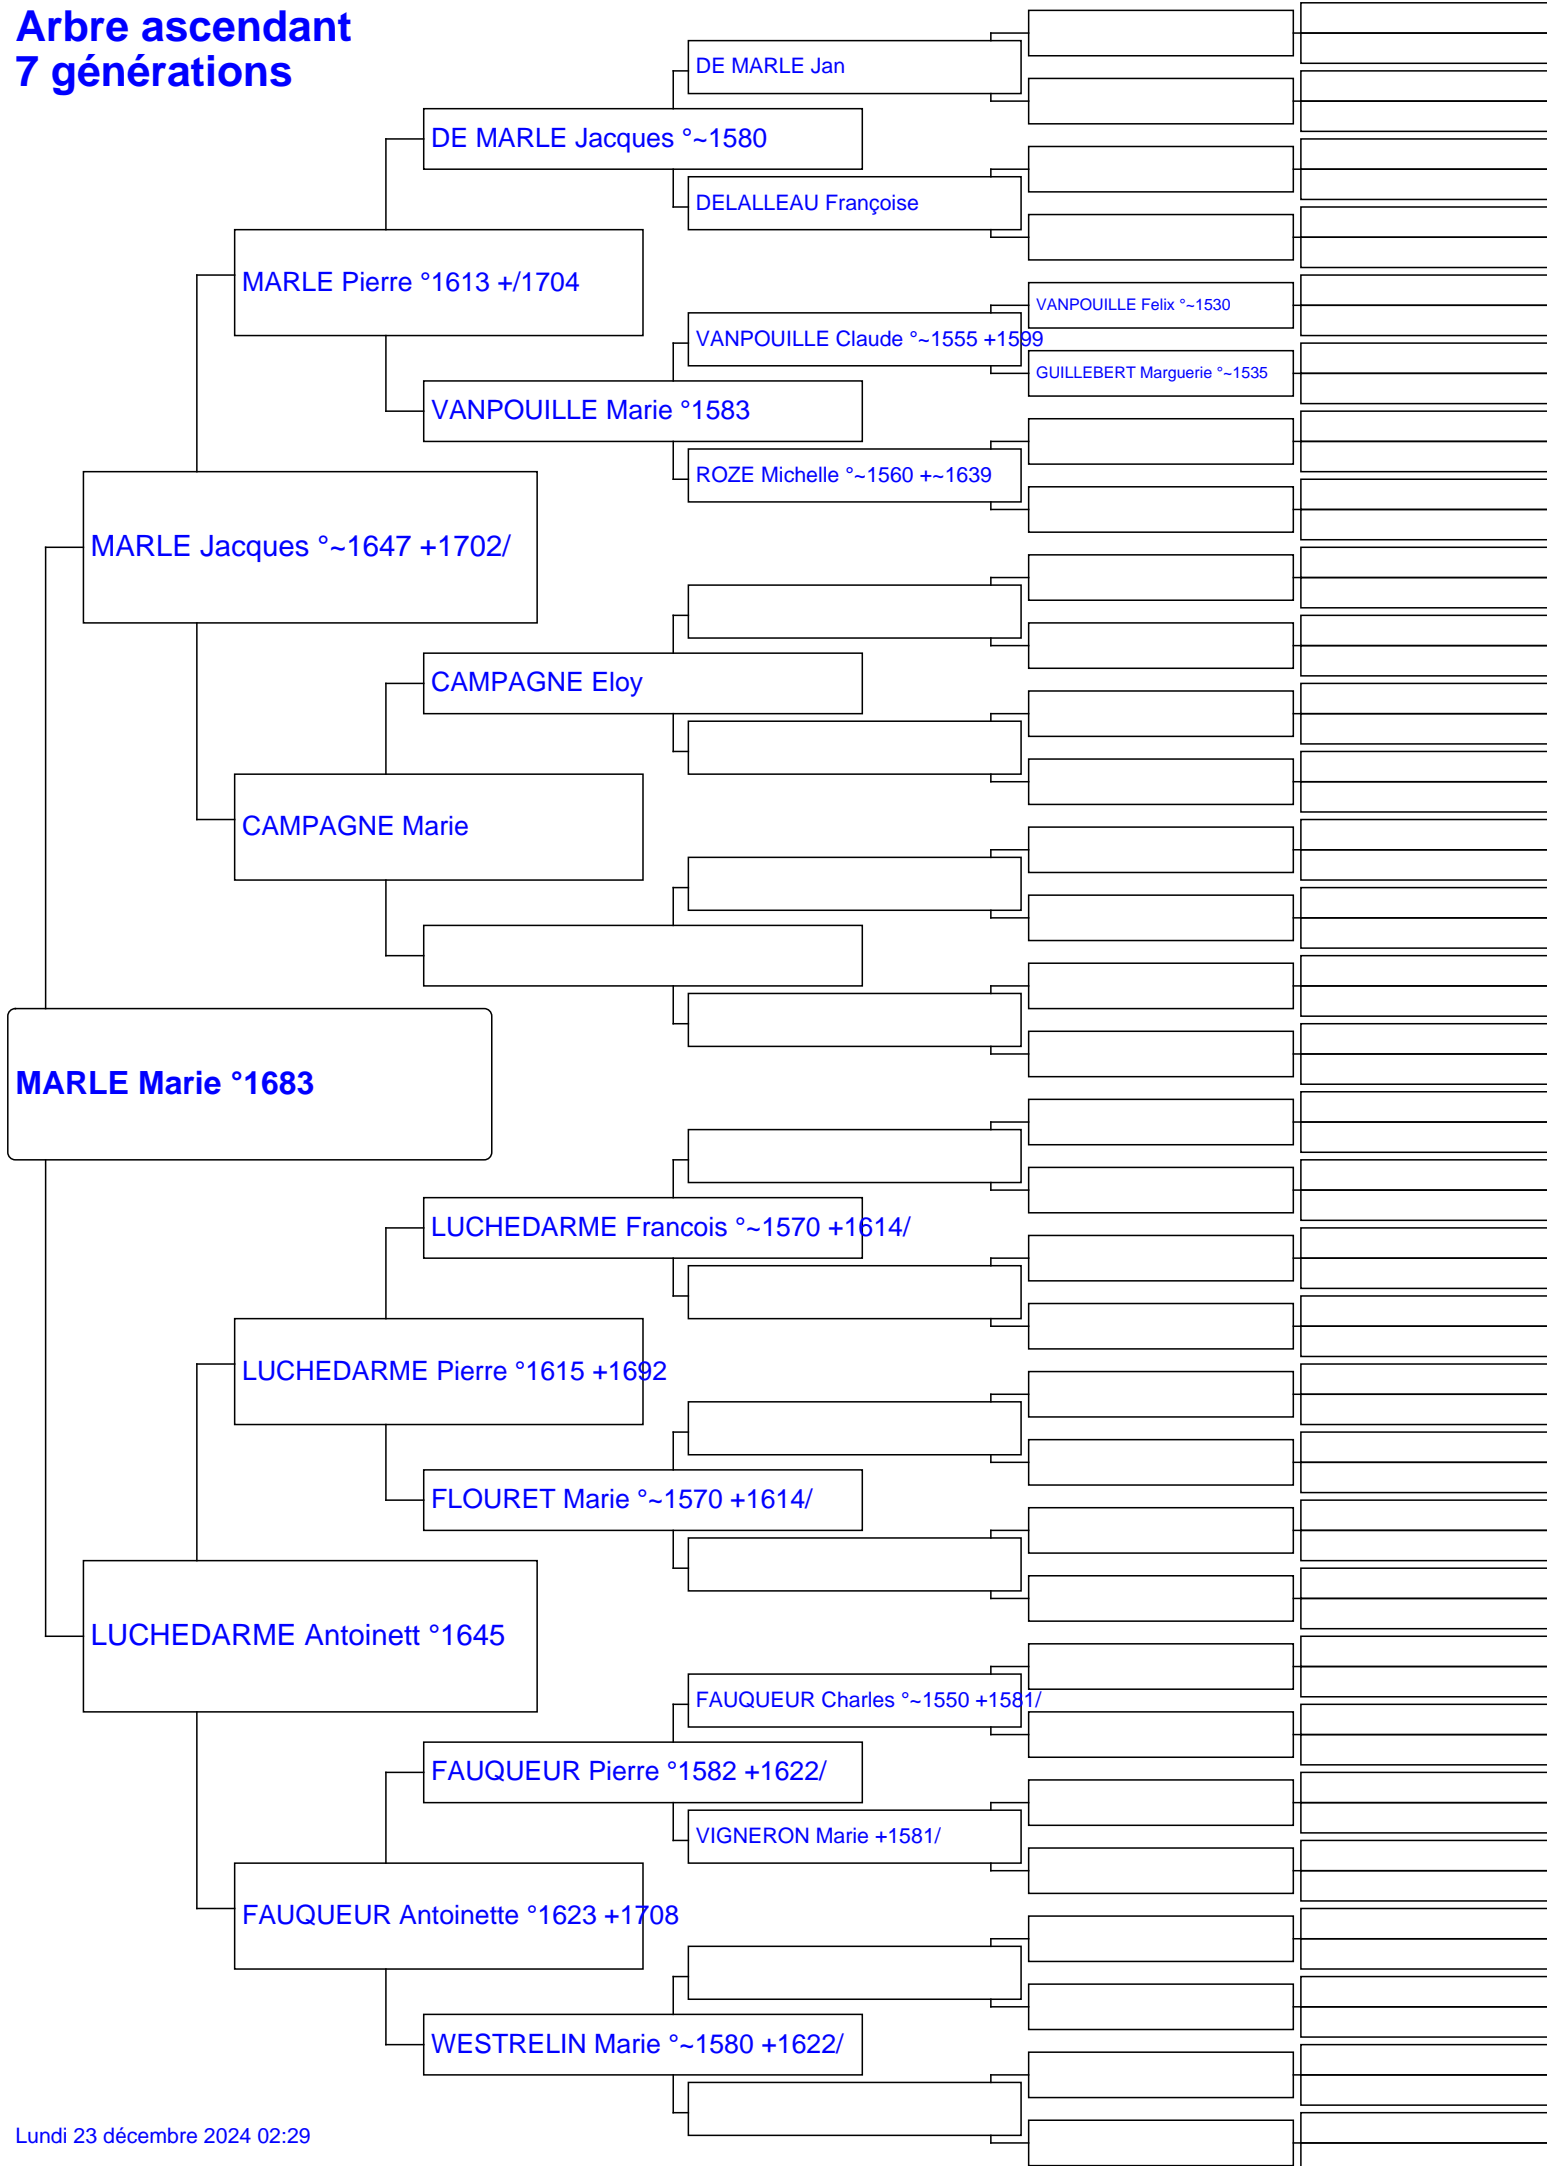 Arbre ascendant
7 générations
DE MARLE Jan
DE MARLE Jacques °~1580
DELALLEAU Françoise
MARLE Pierre °1613 +/1704
VANPOUILLE Felix °~1530
VANPOUILLE Claude °~1555 +1599
GUILLEBERT Marguerie °~1535
VANPOUILLE Marie °1583
ROZE Michelle °~1560 +~1639
MARLE Jacques °~1647 +1702/
CAMPAGNE Eloy
CAMPAGNE Marie
MARLE Marie °1683
LUCHEDARME Francois °~1570 +1614/
LUCHEDARME Pierre °1615 +1692
FLOURET Marie °~1570 +1614/
LUCHEDARME Antoinett °1645
FAUQUEUR Charles °~1550 +1581/
FAUQUEUR Pierre °1582 +1622/
VIGNERON Marie +1581/
FAUQUEUR Antoinette °1623 +1708
WESTRELIN Marie °~1580 +1622/
Lundi 23 décembre 2024 02:29